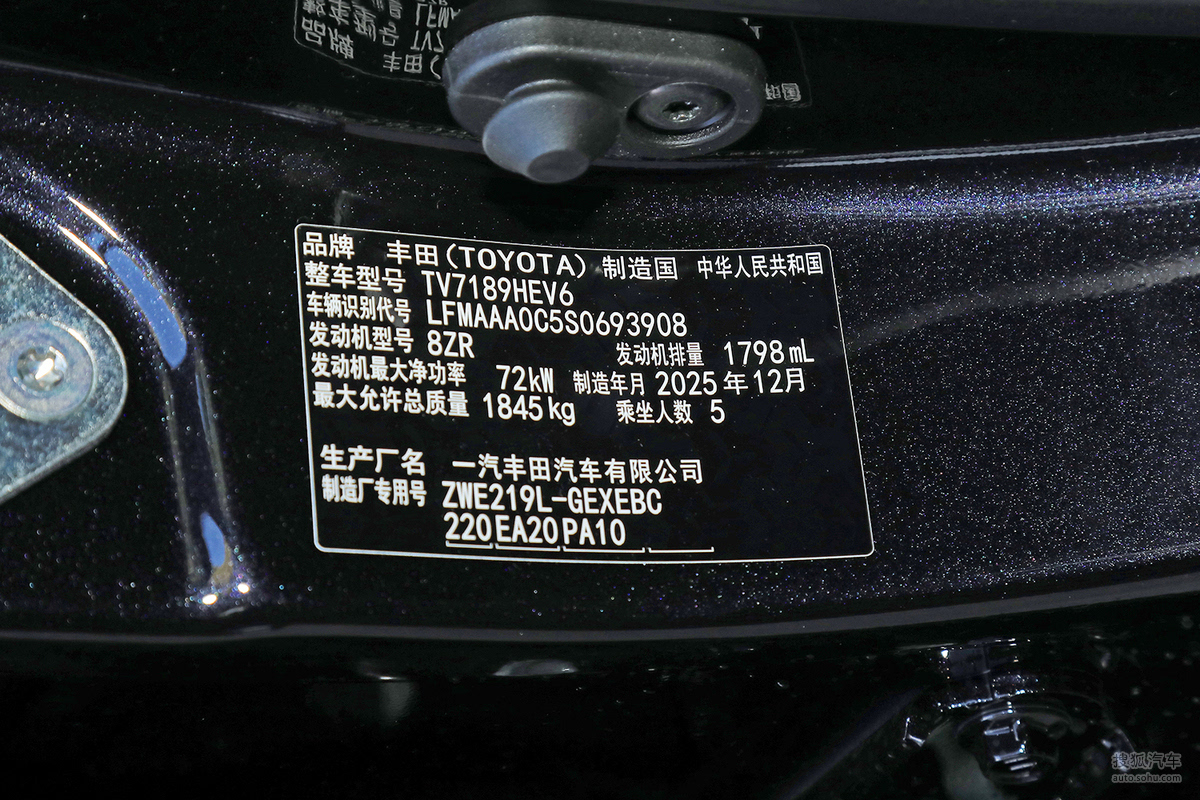 品牌 丰田(TOYOTA) 制造国 中华人民共和国
整车型号 TV7189HEV6
车辆识别代号 LFMAAA0C5S0693908
发动机型号 8ZR 发动机排量 1798mL
发动机最大净功率 72kW 制造年月 2025年12月
最大允许总质量 1845kg 乘坐人数 5
生产厂名 一汽丰田汽车有限公司
制造厂专用号 ZWE219L-GEXEBC
220EA20PA10
搜狐汽车
auto.sohu.com